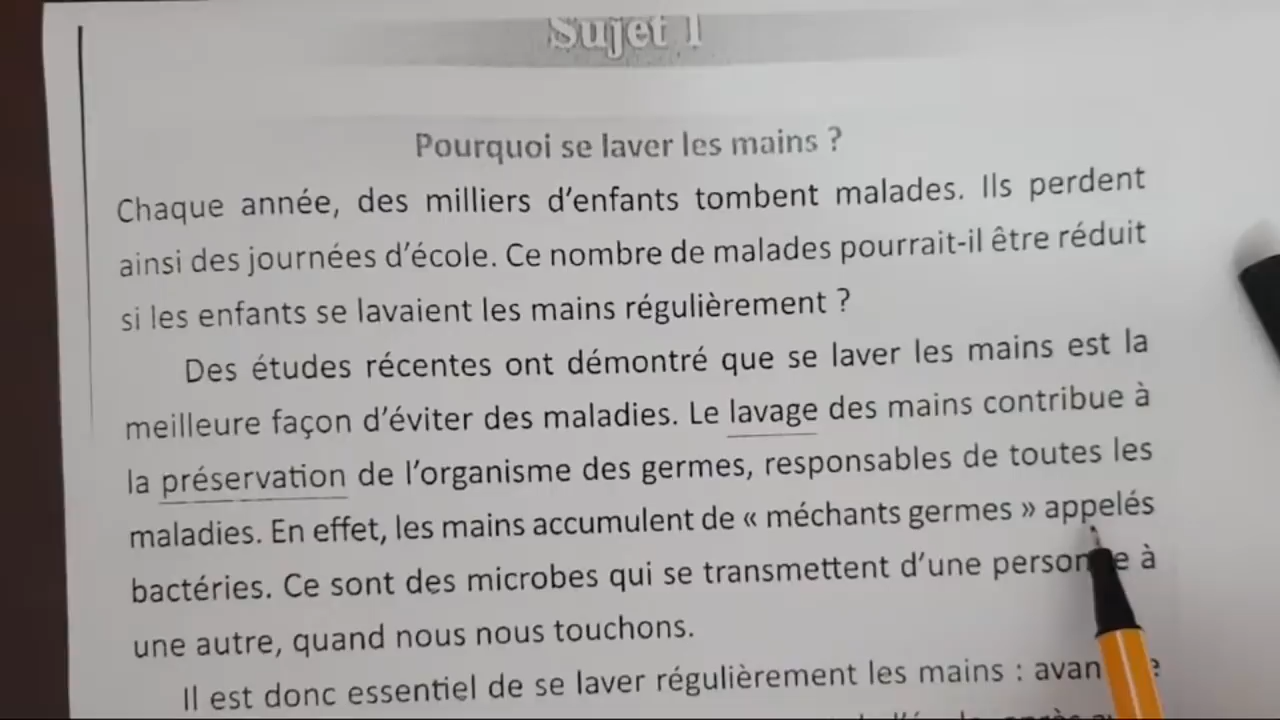 Sujet 1
Pourquoi se laver les mains ?
Chaque année, des milliers d'enfants tombent malades. Ils perdent
ainsi des journées d'école. Ce nombre de malades pourrait-il être réduit
si les enfants se lavaient les mains régulièrement ?
Des études récentes ont démontré que se laver les mains est la
meilleure façon d'éviter des maladies. Le lavage des mains contribue à
la préservation de l'organisme des germes, responsables de toutes les
maladies. En effet, les mains accumulent de « méchants germes » appelés
bactéries. Ce sont des microbes qui se transmettent d'une personne à
une autre, quand nous nous touchons.
Il est donc essentiel de se laver régulièrement les mains :